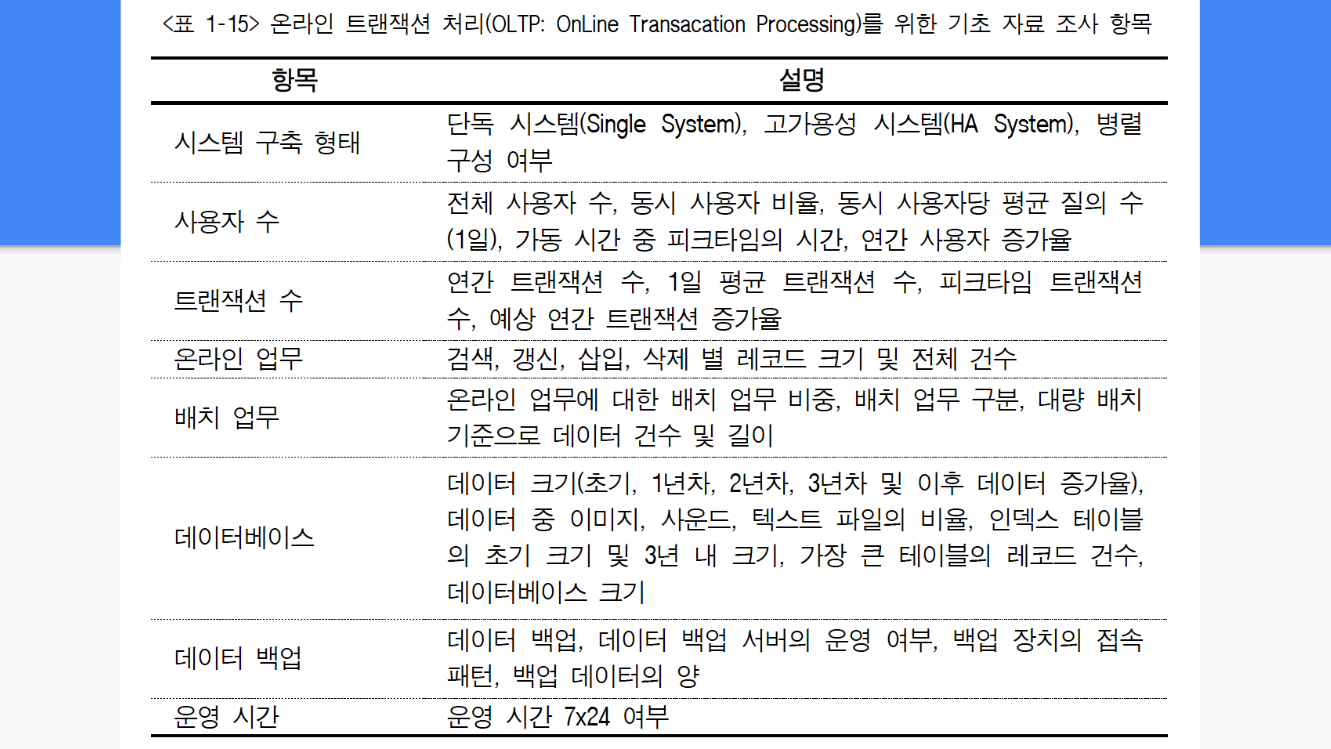 <표 1-15> 온라인 트랜잭션 처리(OLTP: OnLine Transacation Processing)를 위한 기초 자료 조사 항목
항목 설명
시스템 구축 형태
단독 시스템(Single System), 고가용성 시스템(HA System), 병렬
구성 여부
사용자 수
전체 사용자 수, 동시 사용자 비율, 동시 사용자당 평균 질의 수
(1일), 가동 시간 중 피크타임의 시간, 연간 사용자 증가율
트랜잭션 수
연간 트랜잭션 수, 1일 평균 트랜잭션 수, 피크타임 트랜잭션
수, 예상 연간 트랜잭션 증가율
온라인 업무 검색, 갱신, 삽입, 삭제 별 레코드 크기 및 전체 건수
배치 업무
온라인 업무에 대한 배치 업무 비중, 배치 업무 구분, 대량 배치
기준으로 데이터 건수 및 길이
데이터베이스
데이터 크기(초기, 1년차, 2년차, 3년차 및 이후 데이터 증가율),
데이터 중 이미지, 사운드, 텍스트 파일의 비율, 인덱스 테이블
의 초기 크기 및 3년 내 크기, 가장 큰 테이블의 레코드 건수,
데이터베이스 크기
데이터 백업
데이터 백업, 데이터 백업 서버의 운영 여부, 백업 장치의 접속
패턴, 백업 데이터의 양
운영 시간 운영 시간 7x24 여부